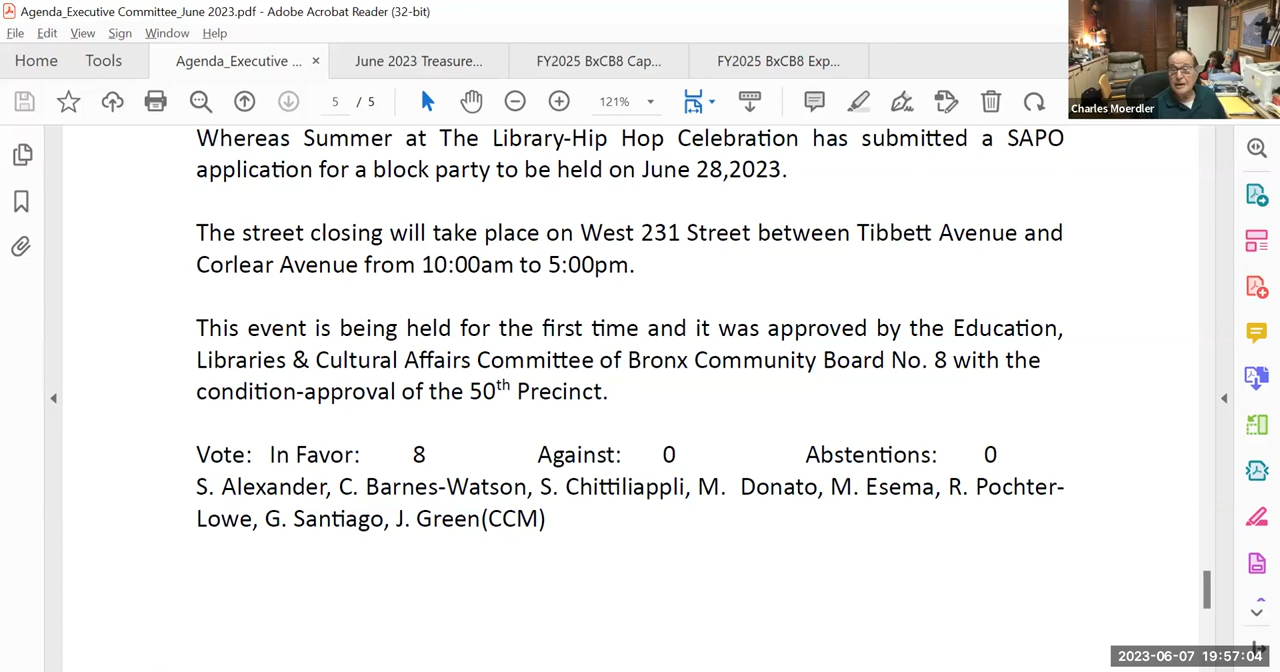 Agenda_Executive Committee_June 2023.pdf - Adobe Acrobat Reader (32-bit)
File Edit View Sign Window Help
Home Tools Agenda_Executive ... × June 2023 Treasure... FY2025 BxCB8 Cap... FY2025 BxCB8 Exp...
5 / 5 121%
Charles Moerdler
Whereas Summer at The Library-Hip Hop Celebration has submitted a SAPO
application for a block party to be held on June 28,2023.
The street closing will take place on West 231 Street between Tibbett Avenue and
Corlear Avenue from 10:00am to 5:00pm.
This event is being held for the first time and it was approved by the Education,
Libraries & Cultural Affairs Committee of Bronx Community Board No. 8 with the
condition-approval of the 50th Precinct.
Vote: In Favor: 8 Against: 0 Abstentions: 0
S. Alexander, C. Barnes-Watson, S. Chittiliappli, M. Donato, M. Esema, R. Pochter-
Lowe, G. Santiago, J. Green(CCM)
2023-06-07 19:57:04